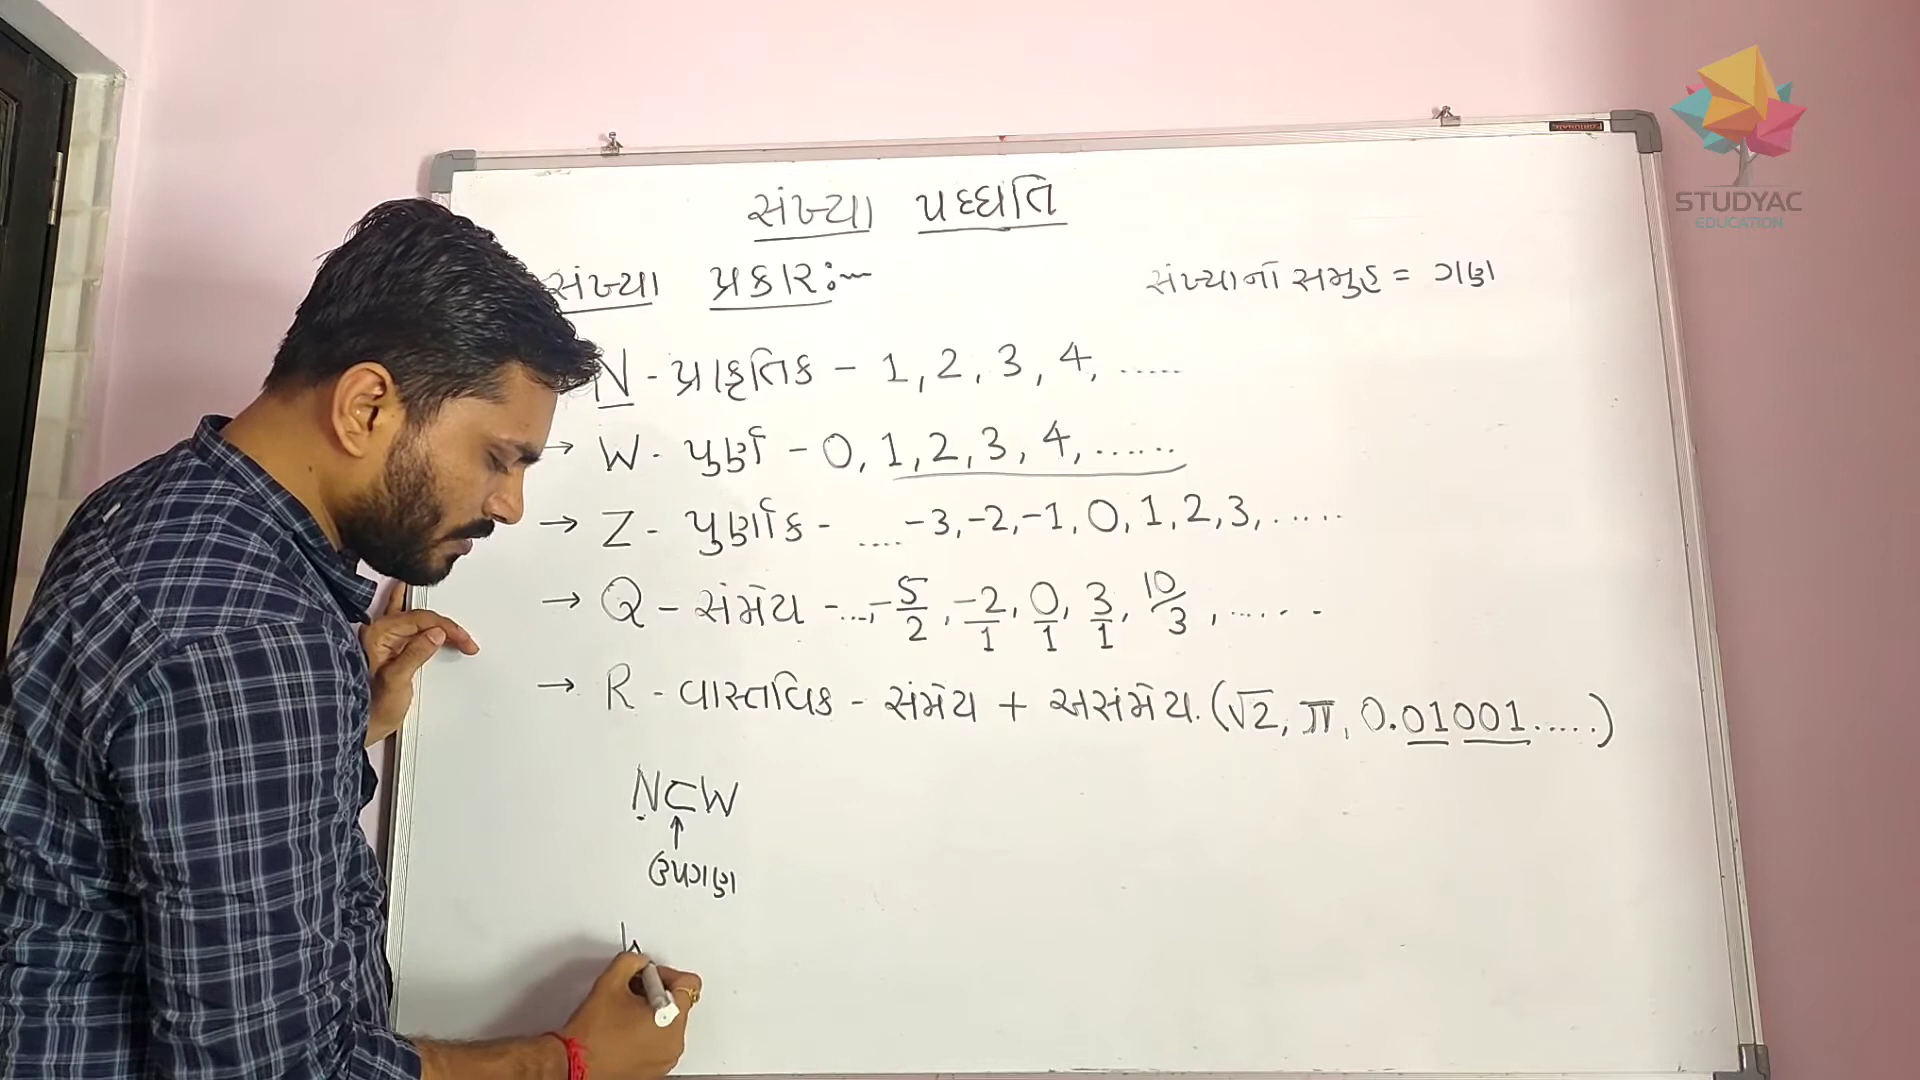 સંખ્યા પદ્ધતિ
સંખ્યા પ્રકાર:-
સંખ્યાનો સમુહ = ગણ
N - પ્રાકૃતિક - 1, 2, 3, 4, .....
→ W - પુર્ણ - 0, 1, 2, 3, 4, ......
→ Z - પુર્ણાંક - .... -3, -2, -1, 0, 1, 2, 3, .....
→ Q - સંમેય - ..., -5/2, -2/1, 0/1, 3/1, 10/3, .....
→ R - વાસ્તવિક - સંમેય + અસંમેય. (√2, π, 0.01001.....)
N⊂W
↑
ઉપગણ
STUDYAC
EDUCATION